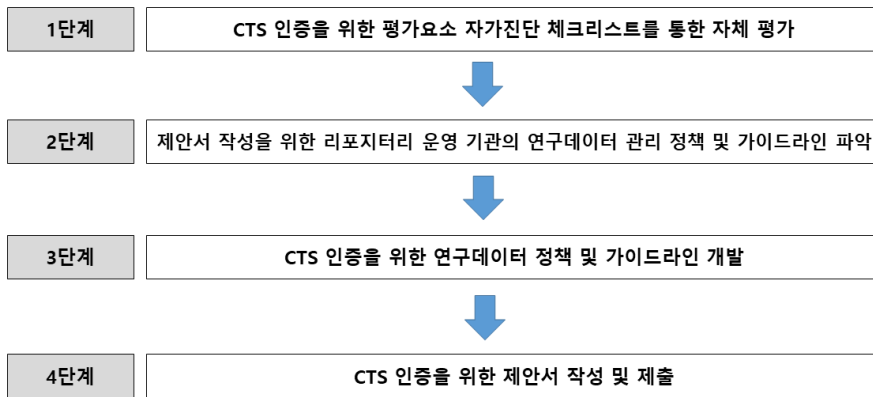 1단계
CTS 인증을 위한 평가요소 자가진단 체크리스트를 통한 자체 평가
2단계
제안서 작성을 위한 리포지터리 운영 기관의 연구데이터 관리 정책 및 가이드라인 파악
3단계
CTS 인증을 위한 연구데이터 정책 및 가이드라인 개발
4단계
CTS 인증을 위한 제안서 작성 및 제출